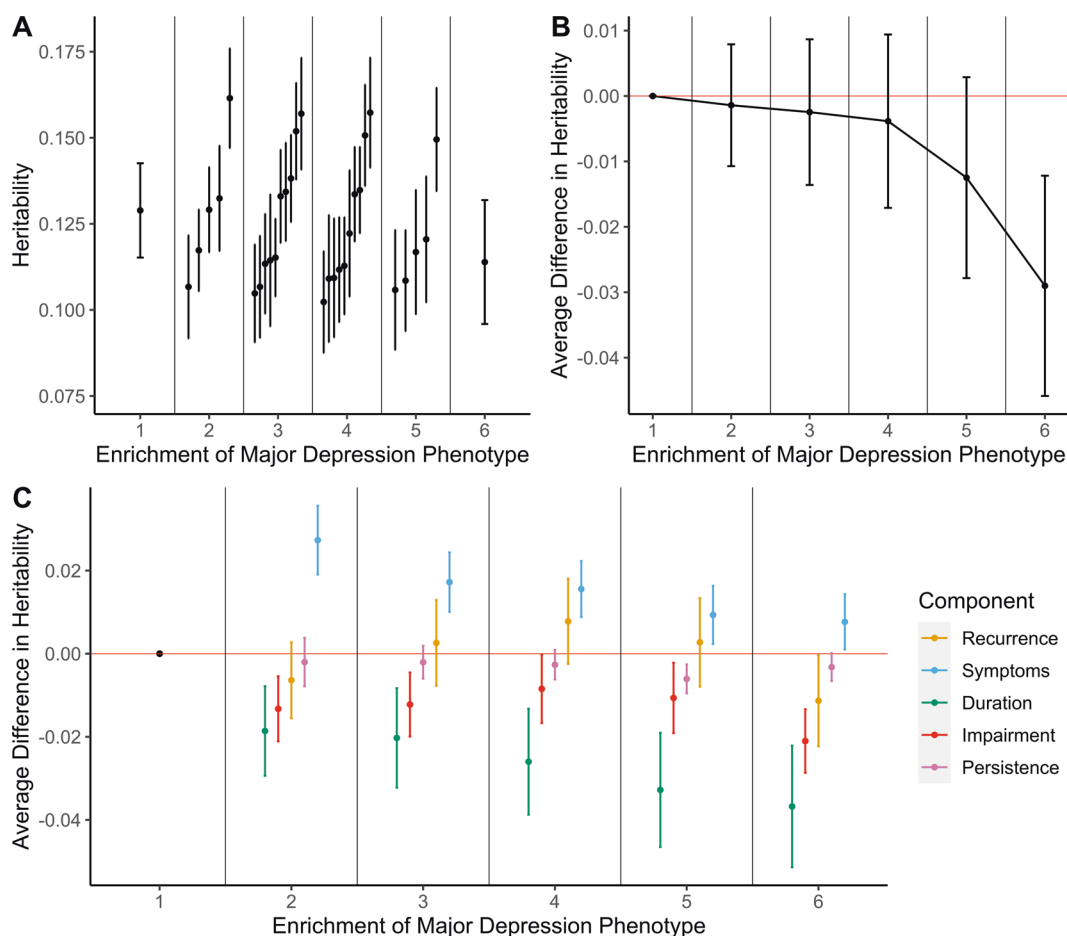 A
Heritability
0.175
0.150
0.125
0.100
0.075
1 2 3 4 5 6
Enrichment of Major Depression Phenotype
B
Average Difference in Heritability
0.01
0.00
-0.01
-0.02
-0.03
-0.04
1 2 3 4 5 6
Enrichment of Major Depression Phenotype
C
Average Difference in Heritability
0.02
0.00
-0.02
-0.04
1 2 3 4 5 6
Enrichment of Major Depression Phenotype
Component
Recurrence
Symptoms
Duration
Impairment
Persistence